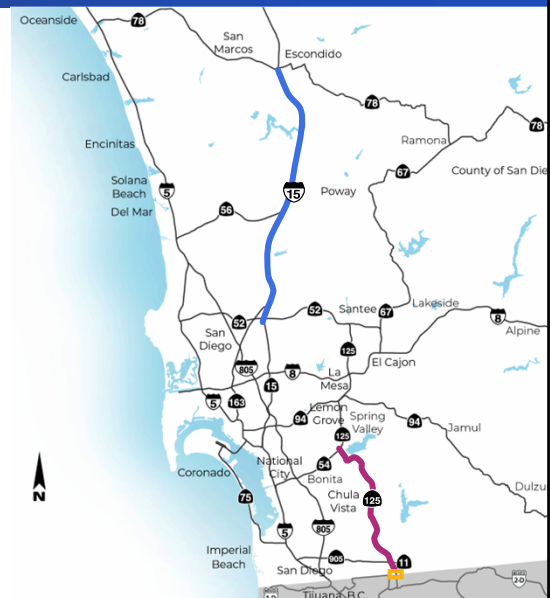 Oceanside
78
San
Marcos
Escondido
Carlsbad
78
78
Encinitas
Ramona
67
County of San Die
Solana
Beach
5
15
Poway
Del Mar
56
Lakeside
52
Santee
67
8
52
Alpine
San
Diego
125
El Cajon
805
8
La
Mesa
15
5
163
Lemon
Grove
94
Spring
Valley
94
Jamul
125
National
City
54
Coronado
Bonita
Dulzu
75
Chula
Vista
125
N
5
805
Imperial
Beach
905
11
San Diego
2-D
1-D
Tijuana, B.C.